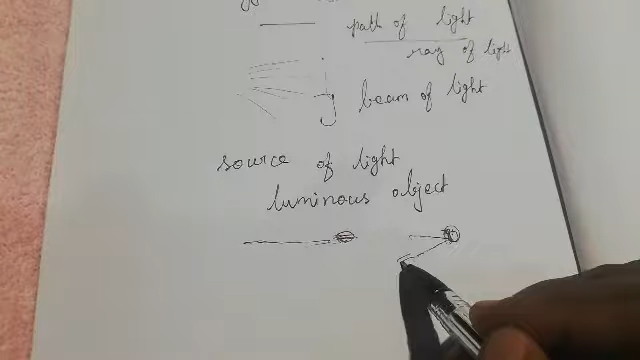 path of light
ray of light
beam of light
source of light
luminous object